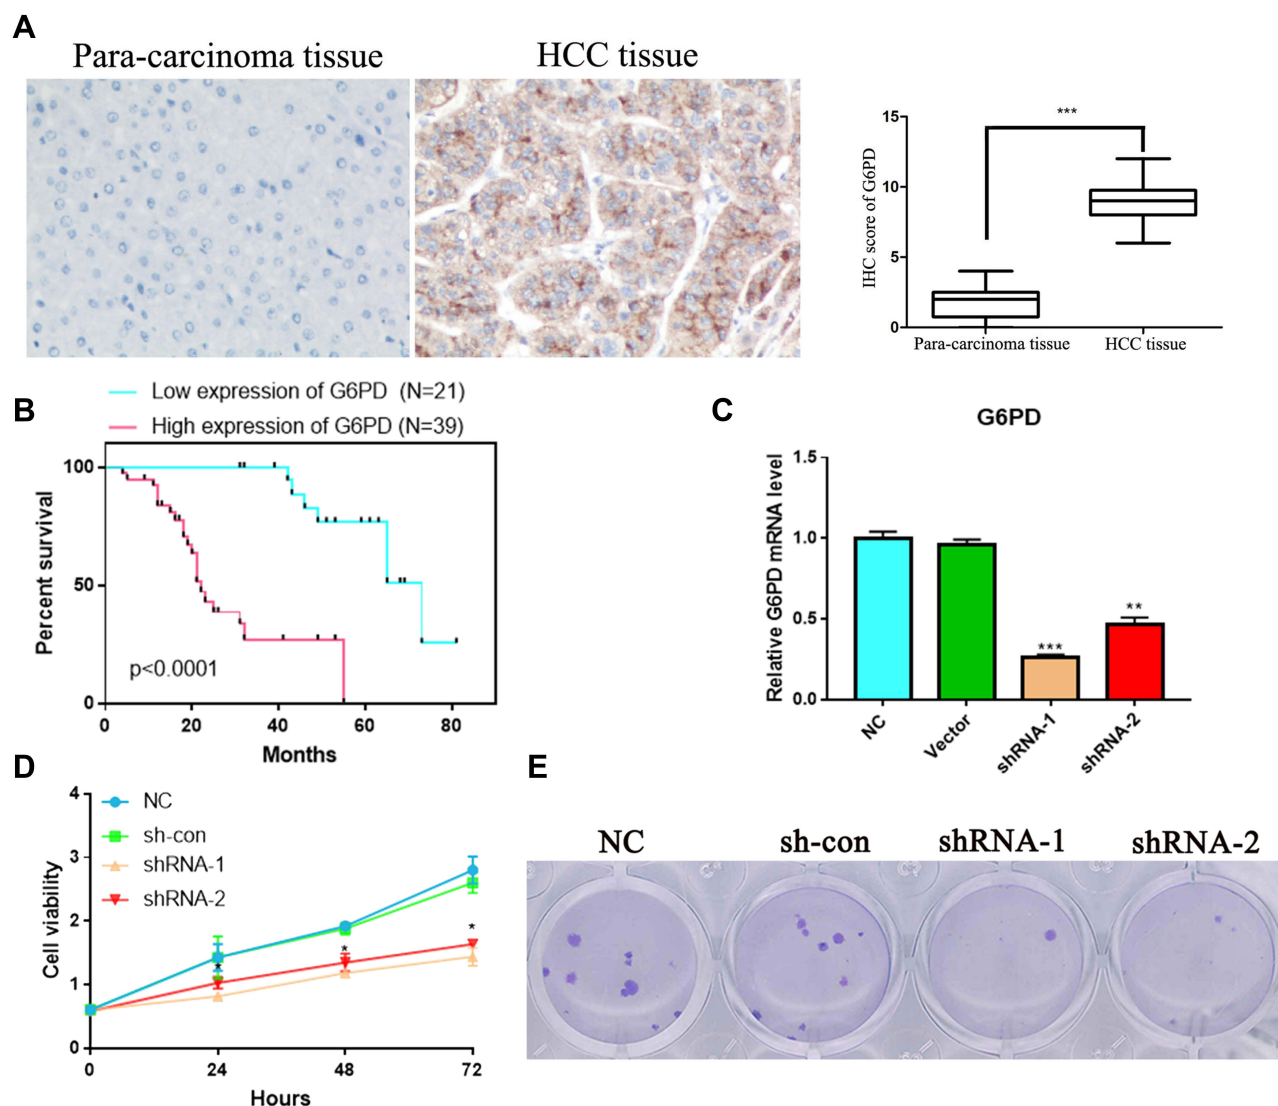 A
Para-carcinoma tissue
HCC tissue
***
15
10
5
0
IHC score of G6PD
Para-carcinoma tissue
HCC tissue
B
Low expression of G6PD (N=21)
High expression of G6PD (N=39)
100
50
0
Percent survival
p<0.0001
0 20 40 60 80
Months
C
G6PD
1.5
1.0
0.5
0.0
Relative G6PD mRNA level
***
**
NC
Vector
shRNA-1
shRNA-2
D
4
3
2
1
0
Cell viability
NC
sh-con
shRNA-1
shRNA-2
*
*
*
0 24 48 72
Hours
E
NC
sh-con
shRNA-1
shRNA-2